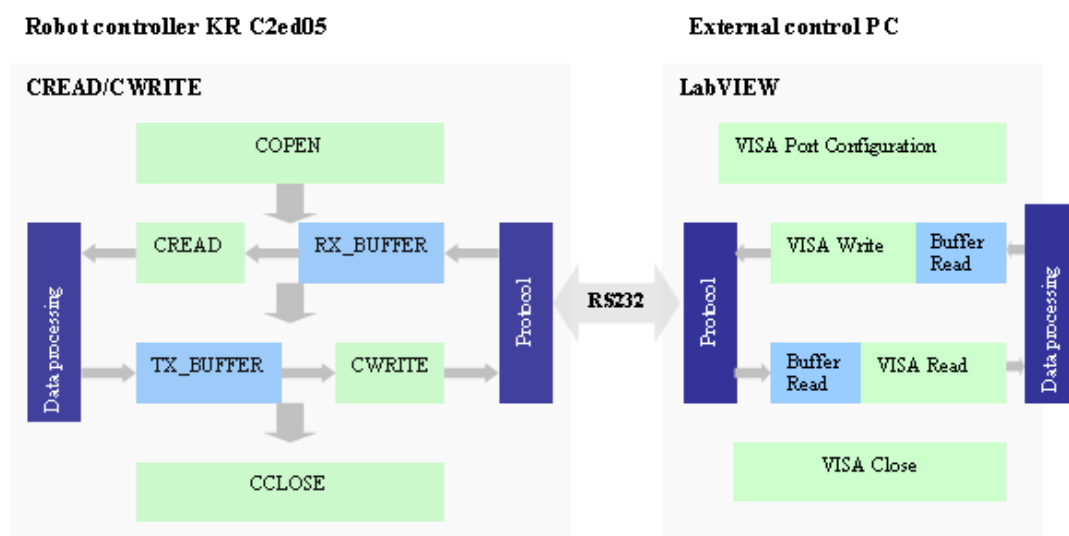 Robot controller KR C2ed05
External control PC
CREAD/CWRITE
LabVIEW
COPEN
VISA Port Configuration
CREAD
RX_BUFFER
VISA Write
Buffer
Read
Data processing
Protocol
RS232
Protocol
Data processing
TX_BUFFER
CWRITE
Buffer
Read
VISA Read
CCLOSE
VISA Close